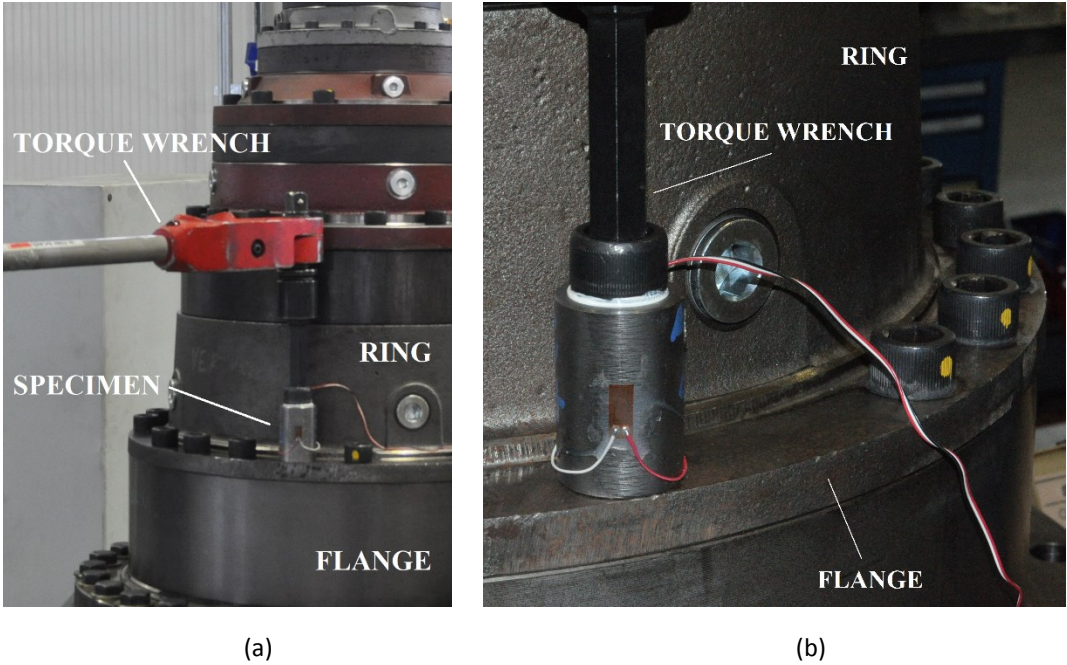 TORQUE WRENCH
RING
SPECIMEN
FLANGE
(a)
RING
TORQUE WRENCH
FLANGE
(b)